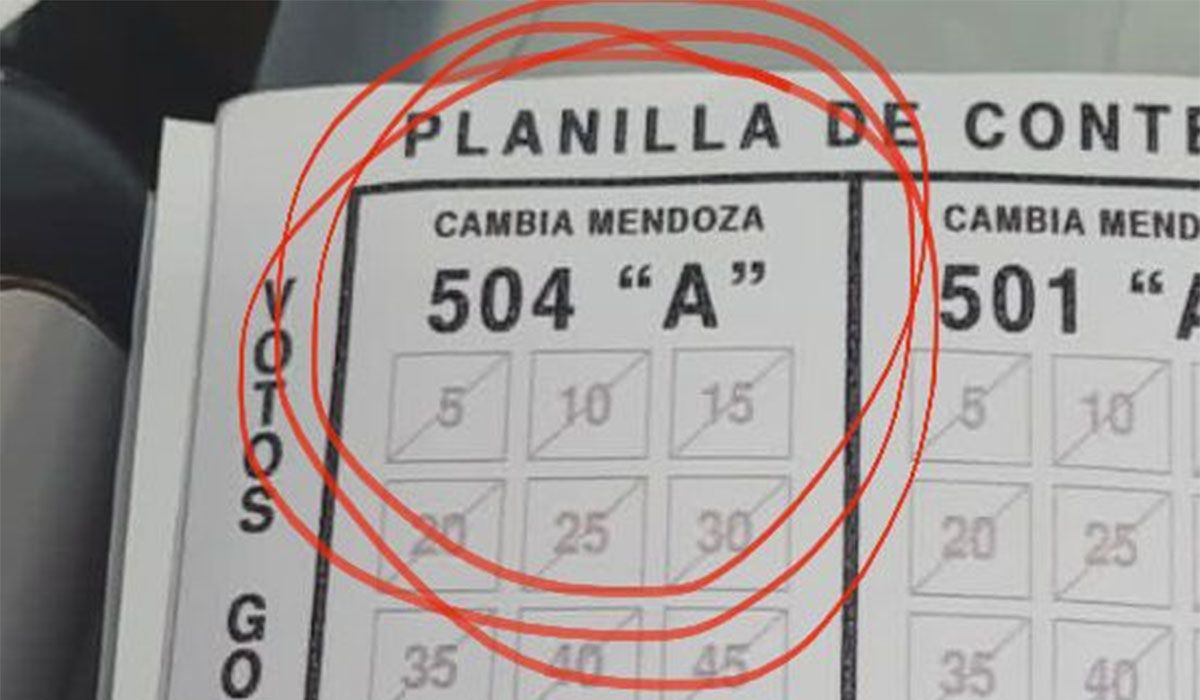 PLANILLA DE CONTE
CAMBIA MENDOZA
504 “A”
5 10 15
20 25 30
35 40 45
CAMBIA MEND
501 “A
5 10
20 25
35 40
VOTOS
GO